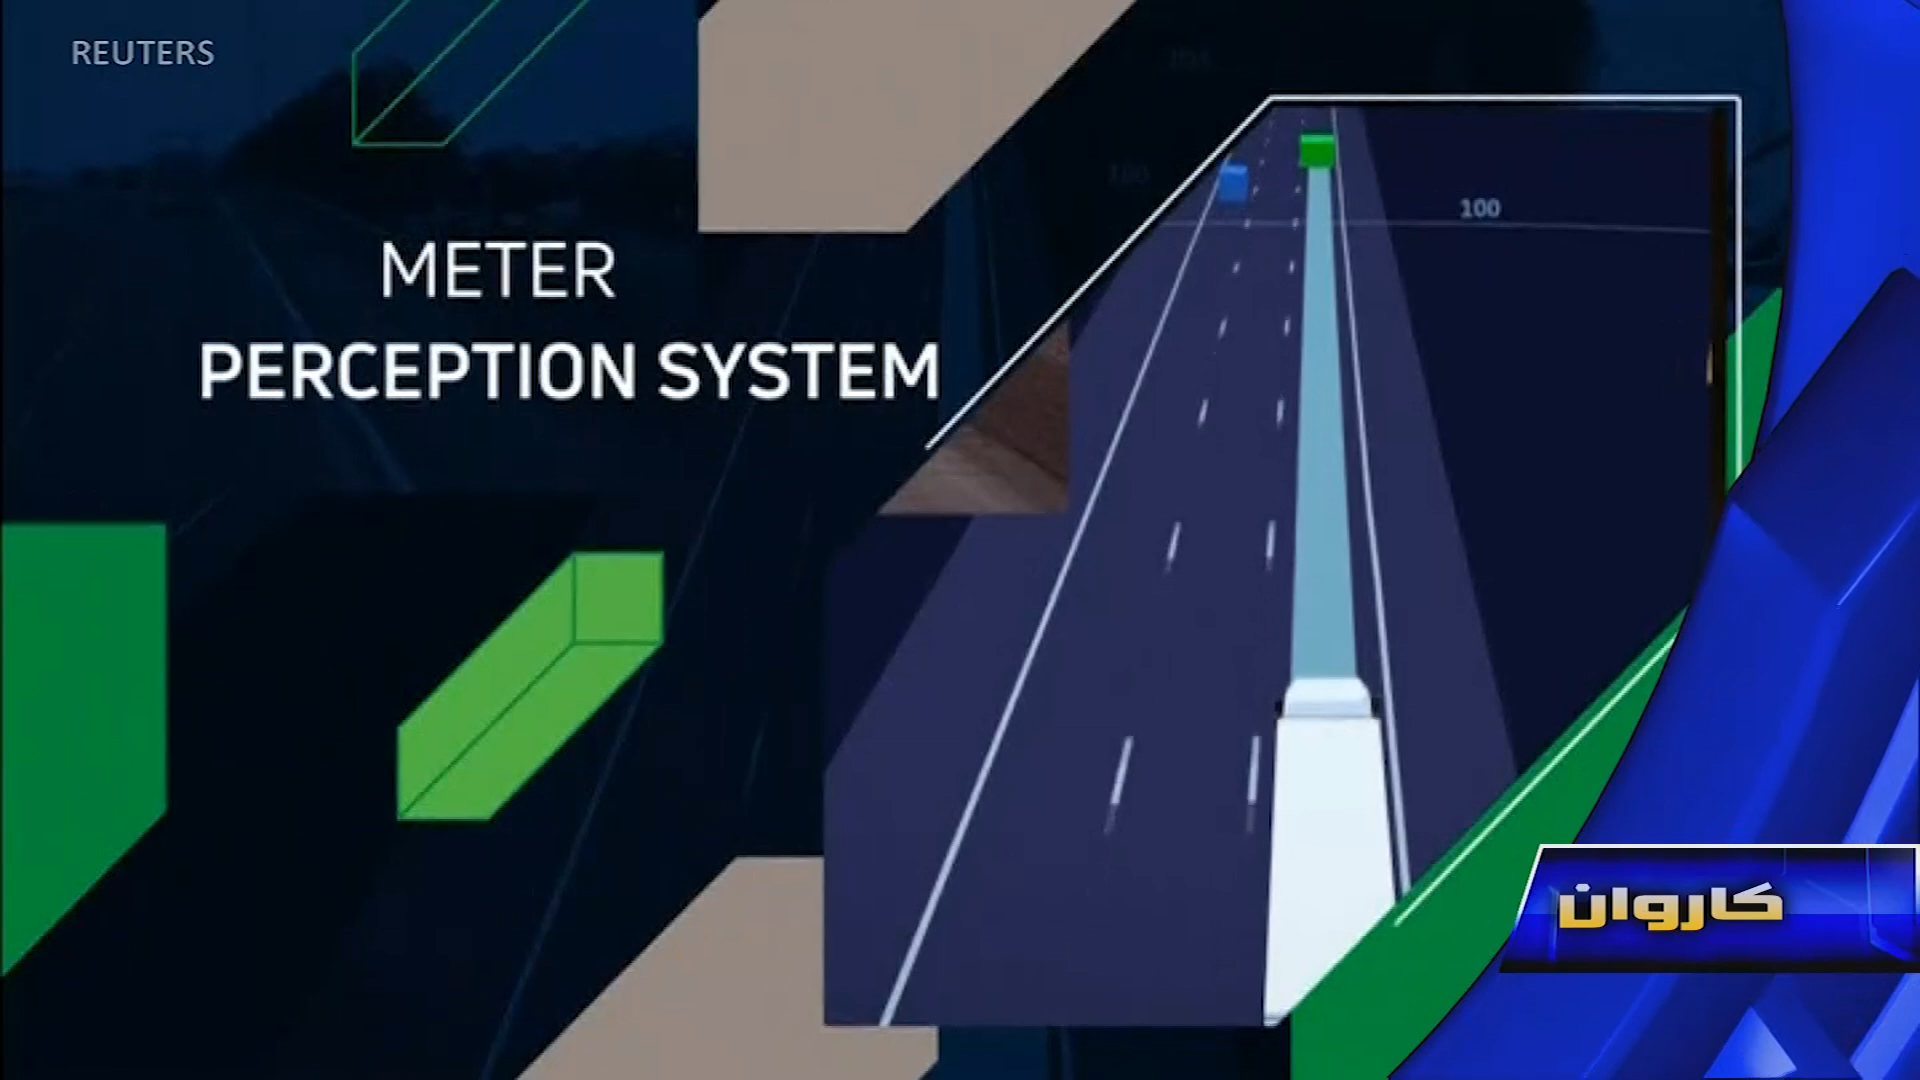 REUTERS
METER
PERCEPTION SYSTEM
100
کاروان